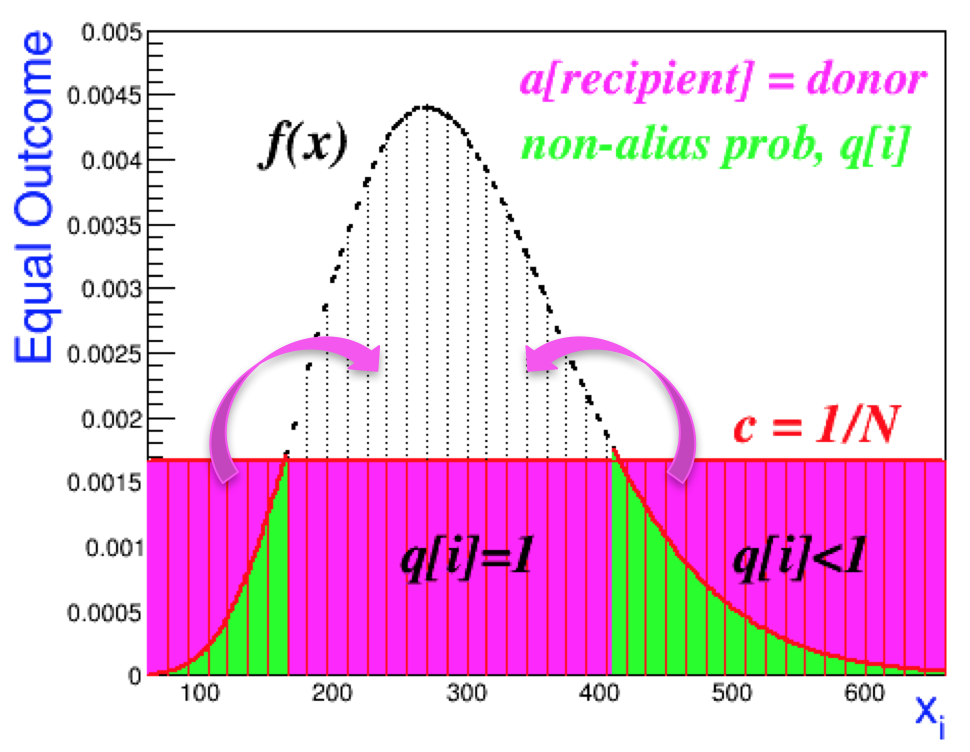 Equal Outcome
0.005
0.0045
0.004
0.0035
0.003
0.0025
0.002
0.0015
0.001
0.0005
0
a[recipient] = donor
non-alias prob, q[i]
f(x)
c = 1/N
q[i]=1
q[i]<1
100
200
300
400
500
600
xi